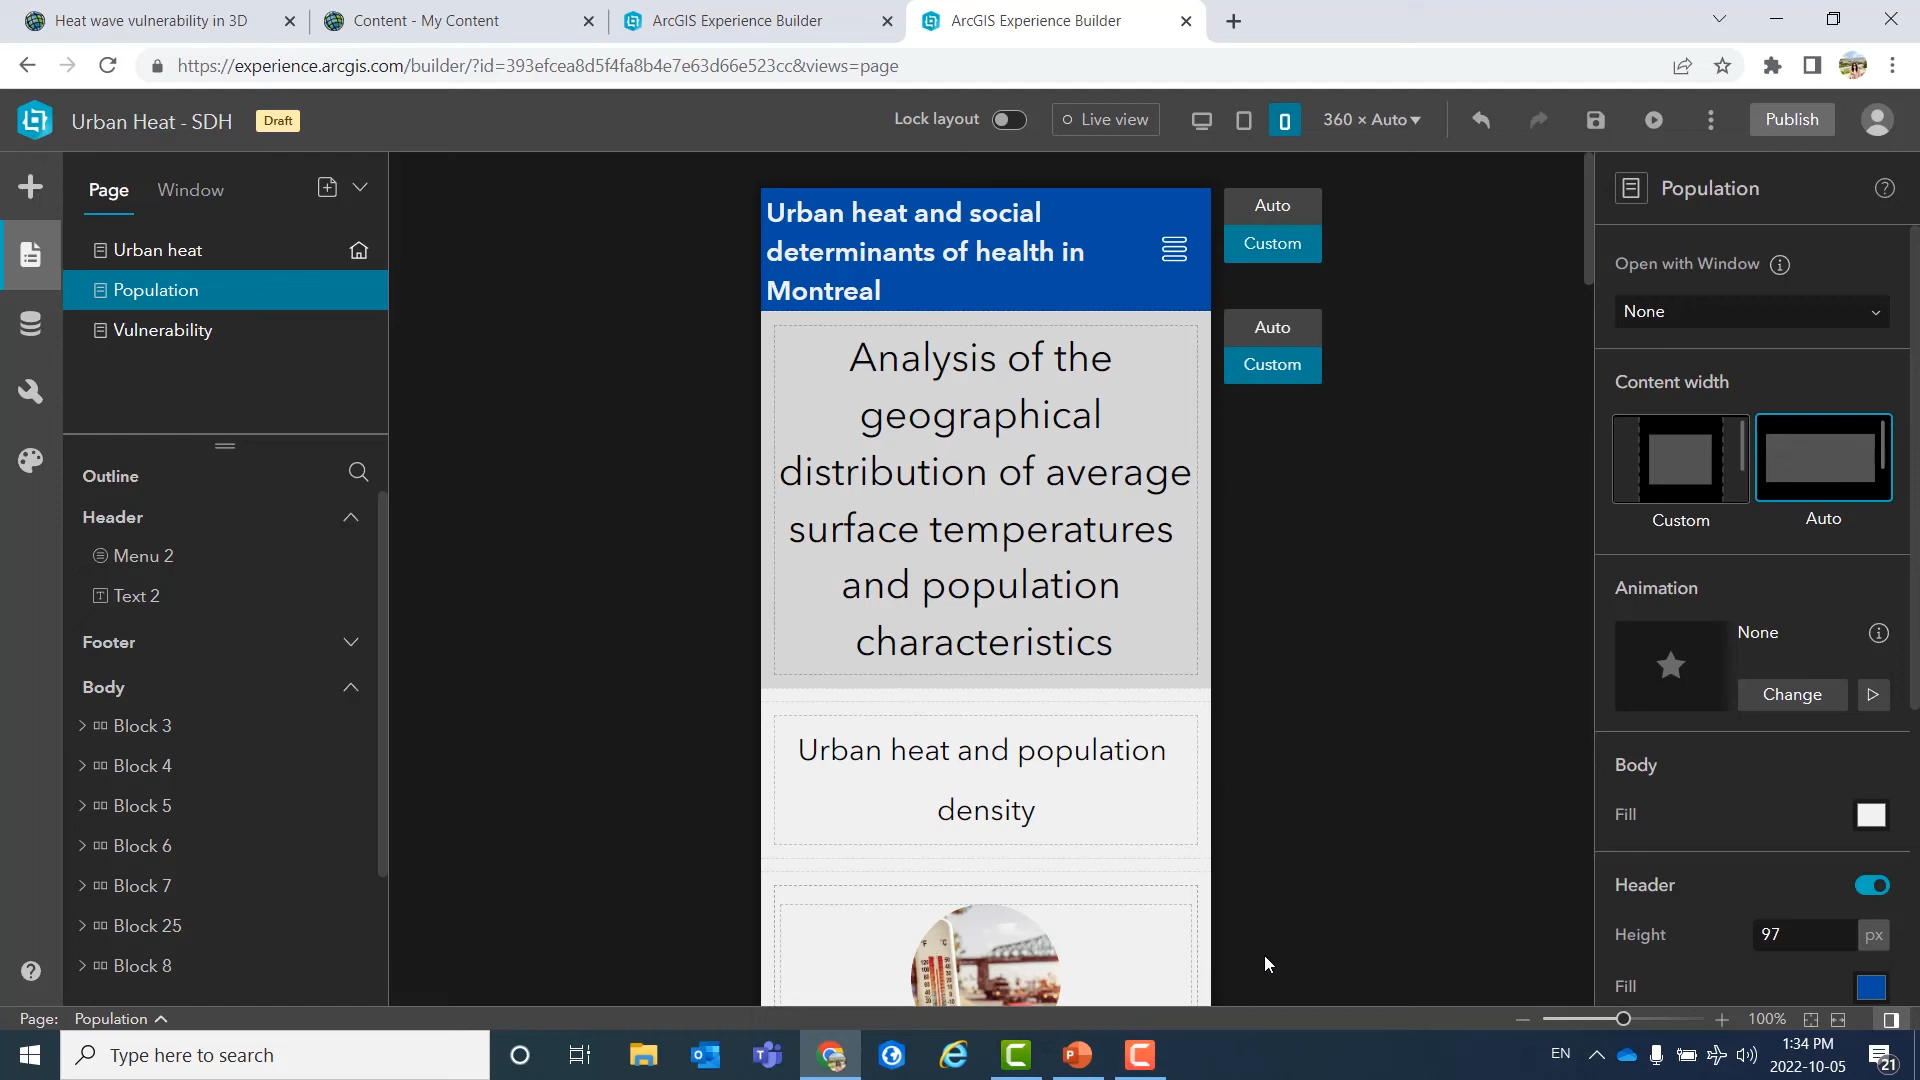 Heat wave vulnerability in 3D
Content - My Content
ArcGIS Experience Builder
ArcGIS Experience Builder
https://experience.arcgis.com/builder/?id=393efcea8d5f4fa8b4e7e63d66e523cc&views=page
Urban Heat - SDH
Draft
Lock layout
Live view
360 × Auto
Publish
Page
Window
Urban heat
Population
Vulnerability
Outline
Header
Menu 2
Text 2
Footer
Body
Block 3
Block 4
Block 5
Block 6
Block 7
Block 25
Block 8
Urban heat and social
determinants of health in
Montreal
Analysis of the
geographical
distribution of average
surface temperatures
and population
characteristics
Urban heat and population
density
Auto
Custom
Auto
Custom
Population
Open with Window
None
Content width
Custom
Auto
Animation
None
Change
Body
Fill
Header
Height
97
px
Fill
Page:
Population
100%
Type here to search
EN
1:34 PM
2022-10-05
21